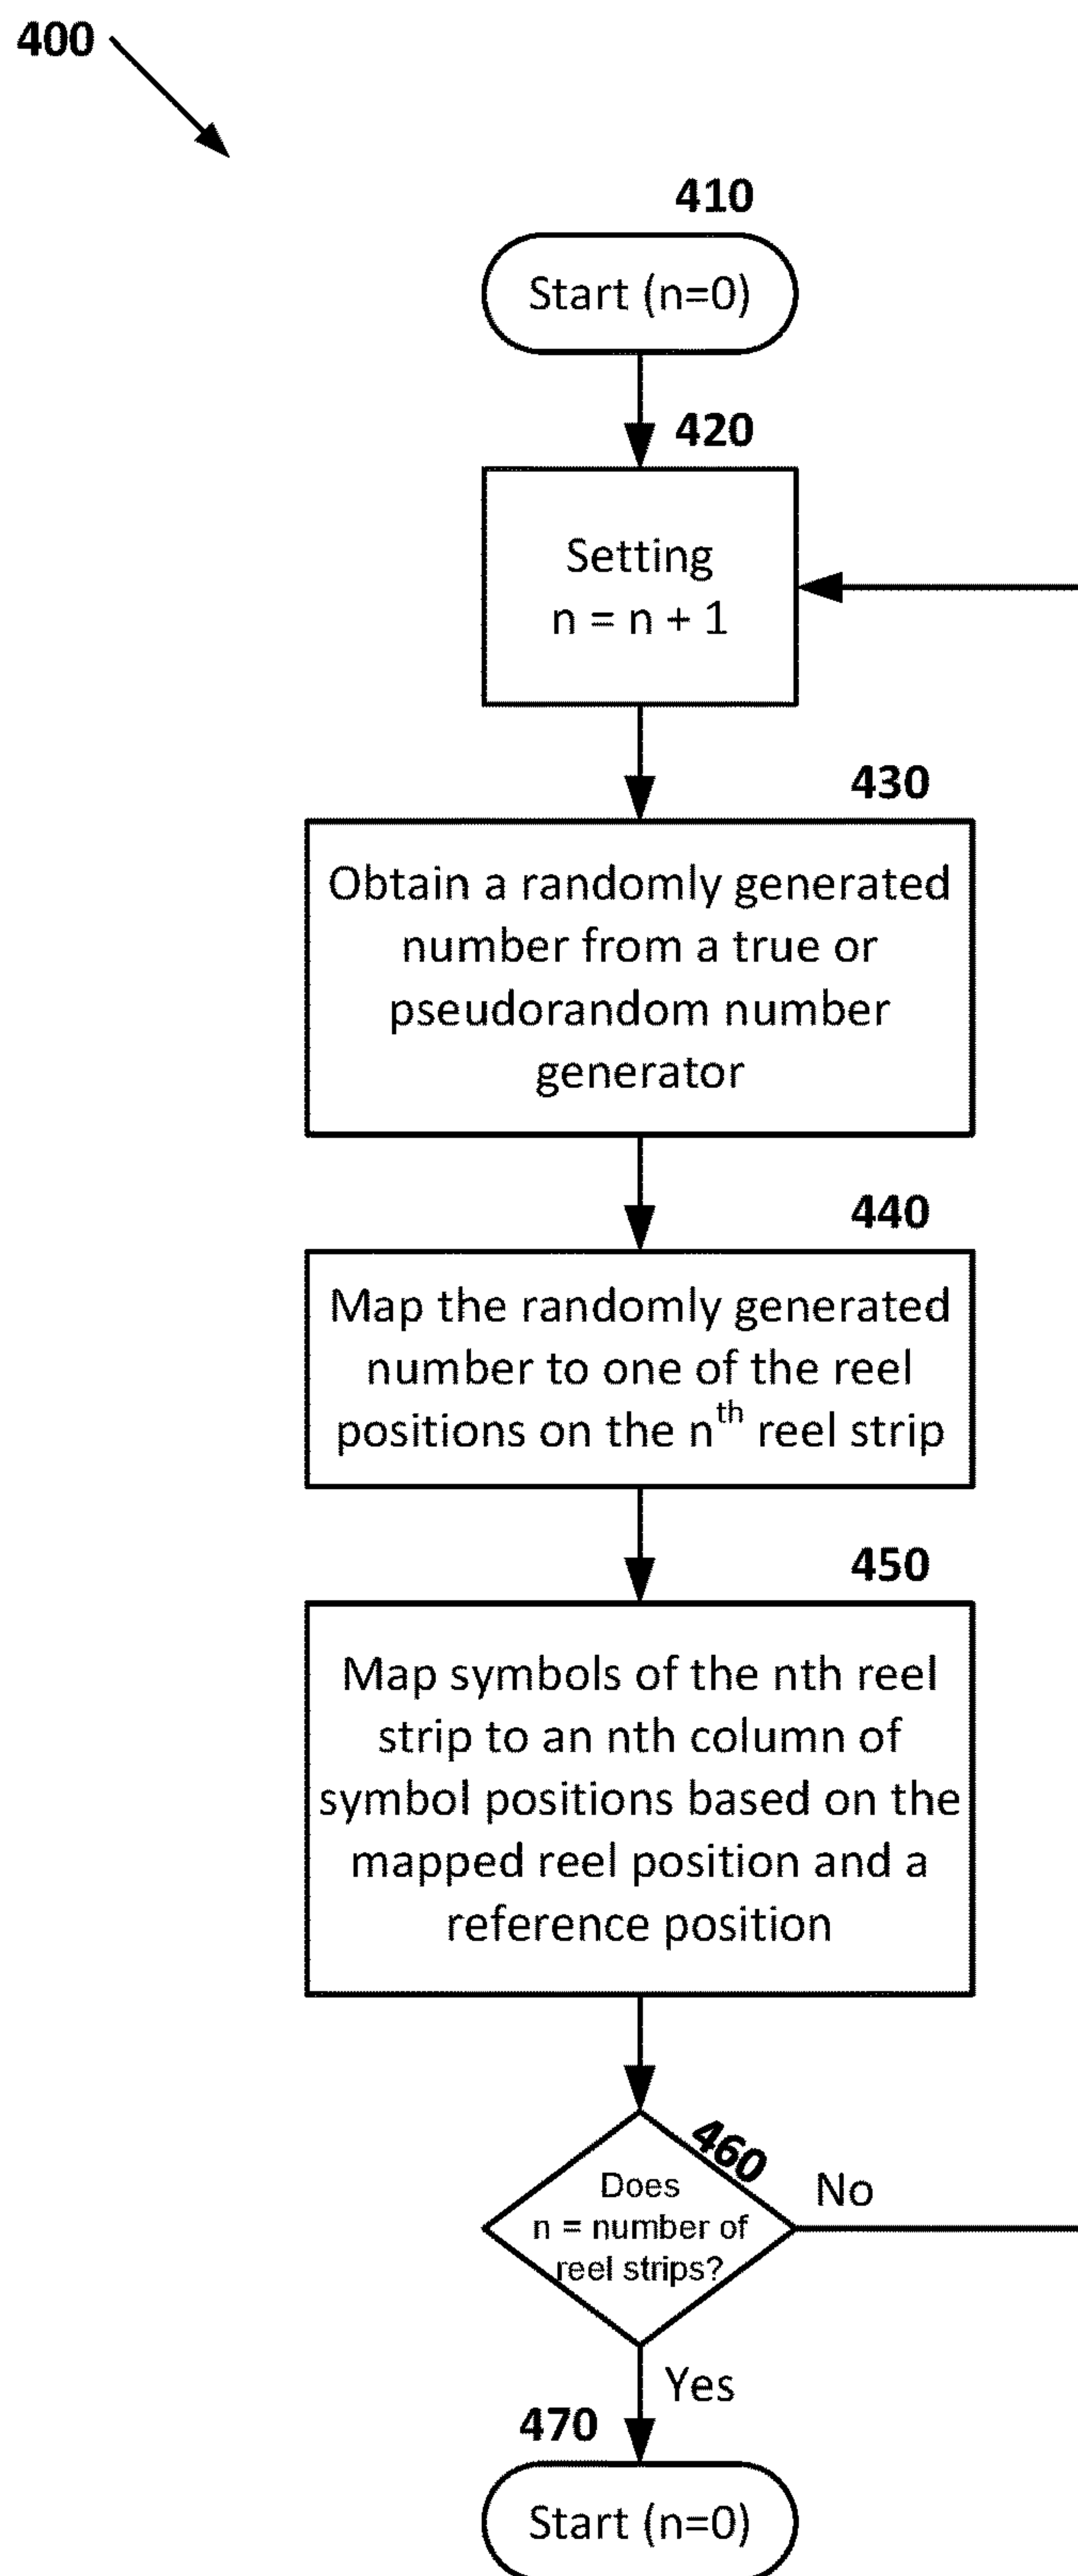 400
410
Start (n=0)
420
Setting
n = n + 1
430
Obtain a randomly generated
number from a true or
pseudorandom number
generator
440
Map the randomly generated
number to one of the reel
positions on the nth reel strip
450
Map symbols of the nth reel
strip to an nth column of
symbol positions based on the
mapped reel position and a
reference position
460
Does
n = number of
reel strips?
No
Yes
470
Start (n=0)